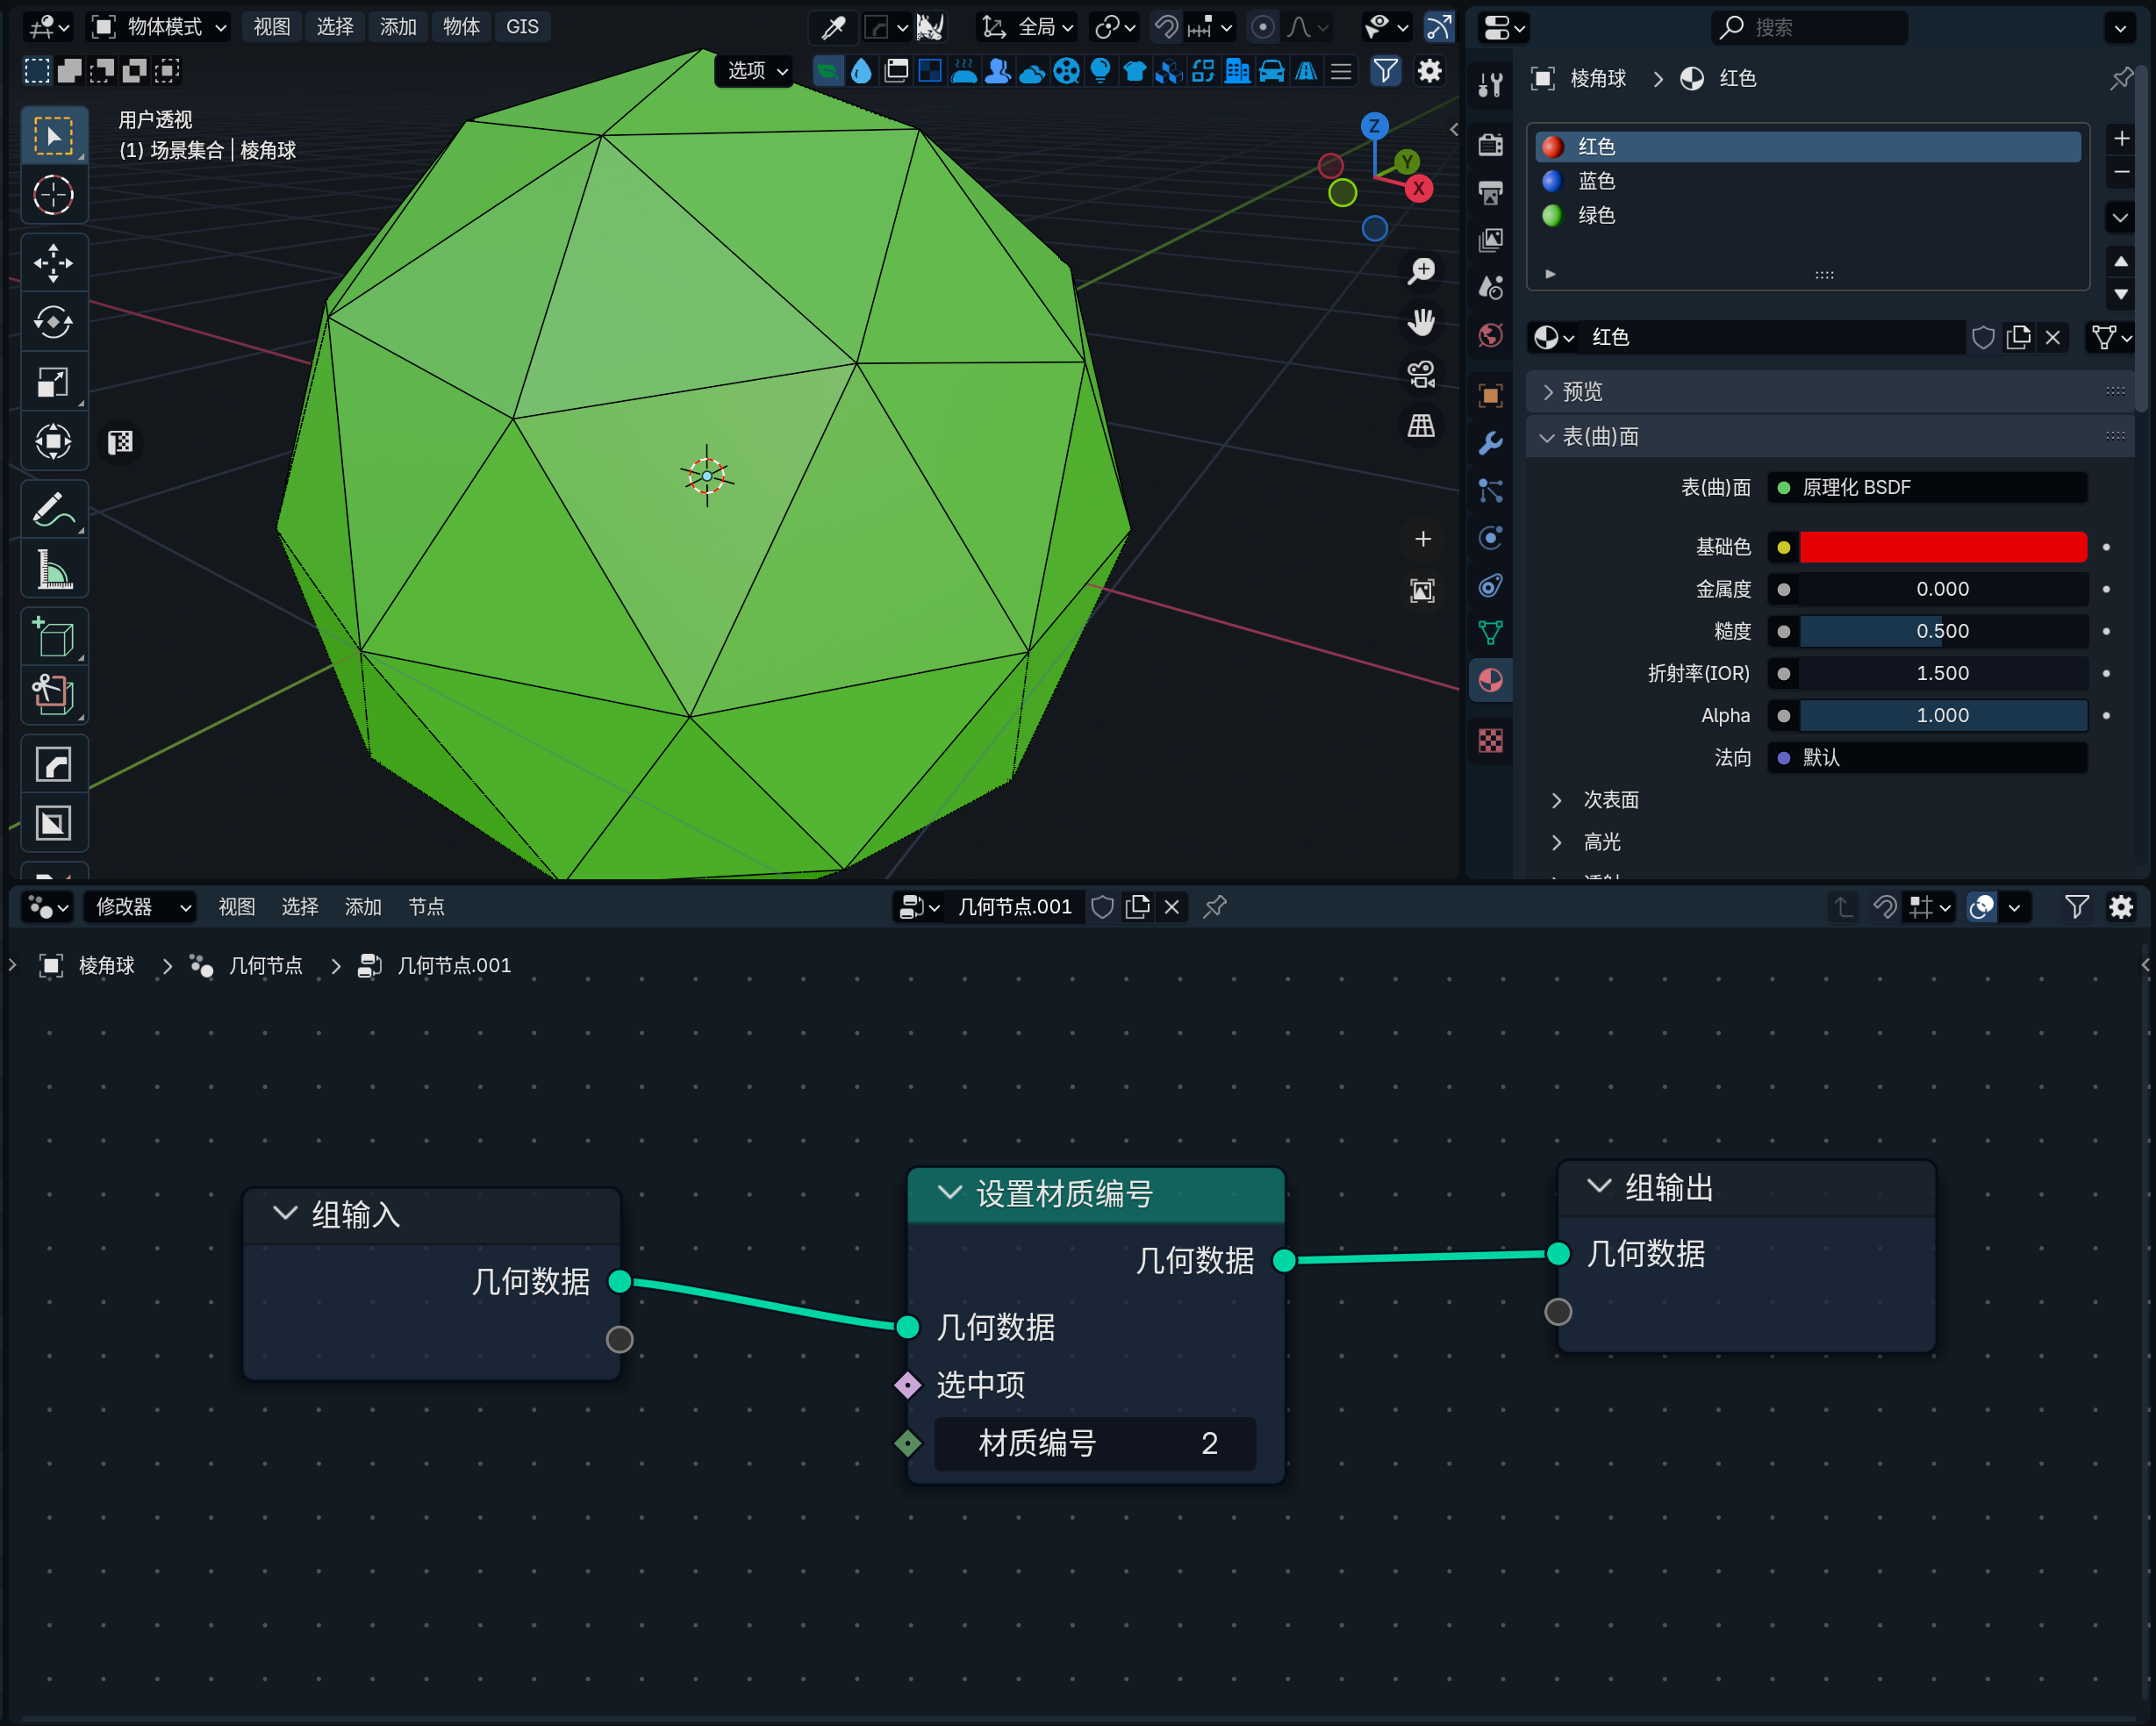 物体模式 视图 选择 添加 物体 GIS 全局
选项
用户透视
(1) 场景集合 | 棱角球
Z
Y
X
搜索
棱角球 > 红色
红色
蓝色
绿色
红色
预览
表(曲)面
表(曲)面 原理化 BSDF
基础色
金属度 0.000
糙度 0.500
折射率(IOR) 1.500
Alpha 1.000
法向 默认
次表面
高光
修改器 视图 选择 添加 节点 几何节点.001
棱角球 > 几何节点 > 几何节点.001
组输入
几何数据
设置材质编号
几何数据
几何数据
选中项
材质编号 2
组输出
几何数据